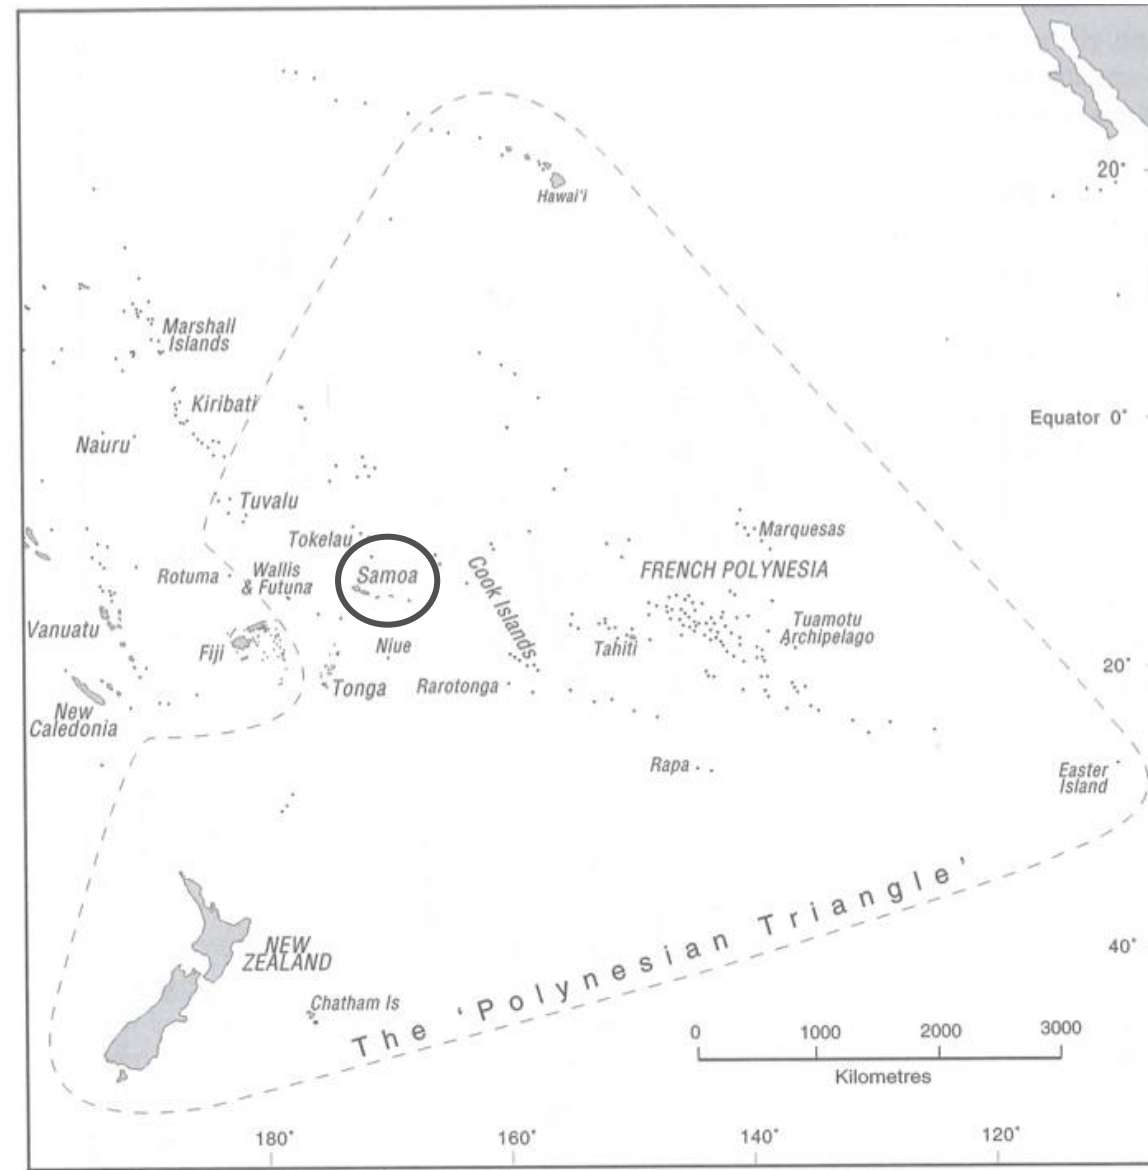 Hawai'i
20°
Marshall
Islands
Kiribati
Equator 0°
Nauru
Tuvalu
Tokelau
Marquesas
Rotuma
Wallis
& Futuna
Samoa
Cook Islands
FRENCH POLYNESIA
Vanuatu
Fiji
Niue
Tahiti
Tuamotu
Archipelago
20°
Tonga
Rarotonga
New
Caledonia
Rapa
Easter
Island
The 'Polynesian Triangle'
NEW
ZEALAND
40°
Chatham Is
0 1000 2000 3000
Kilometres
180° 160° 140° 120°